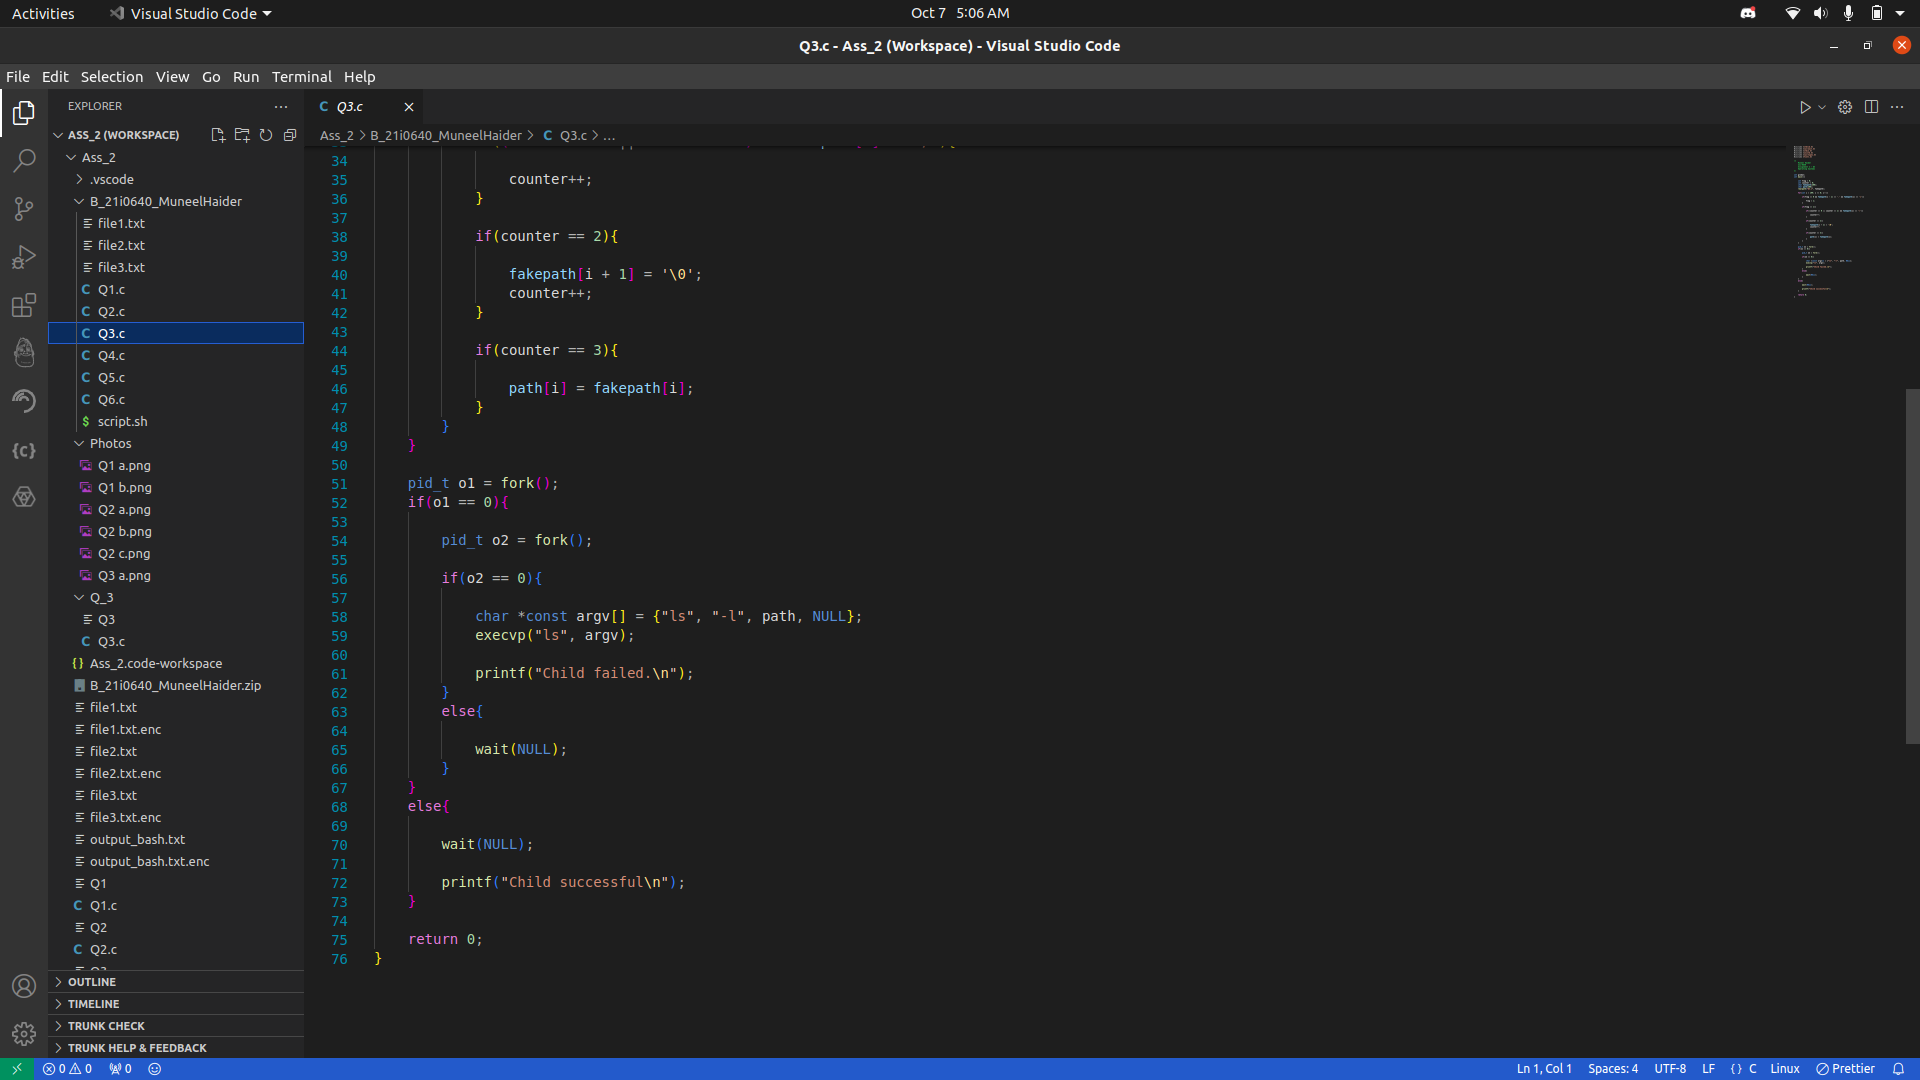 Activities
Visual Studio Code
Oct 7 5:06 AM
Q3.c - Ass_2 (Workspace) - Visual Studio Code
File Edit Selection View Go Run Terminal Help
EXPLORER
ASS_2 (WORKSPACE)
Ass_2
.vscode
B_21i0640_MuneelHaider
file1.txt
file2.txt
file3.txt
C Q1.c
C Q2.c
C Q3.c
C Q4.c
C Q5.c
C Q6.c
$ script.sh
Photos
Q1 a.png
Q1 b.png
Q2 a.png
Q2 b.png
Q2 c.png
Q3 a.png
Q_3
Q3
C Q3.c
{} Ass_2.code-workspace
B_21i0640_MuneelHaider.zip
file1.txt
file1.txt.enc
file2.txt
file2.txt.enc
file3.txt
file3.txt.enc
output_bash.txt
output_bash.txt.enc
Q1
C Q1.c
Q2
C Q2.c
OUTLINE
TIMELINE
TRUNK CHECK
TRUNK HELP & FEEDBACK
C Q3.c
Ass_2 > B_21i0640_MuneelHaider > C Q3.c > ...
34
35 counter++;
36 }
37
38 if(counter == 2){
39
40 fakepath[i + 1] = '\0';
41 counter++;
42 }
43
44 if(counter == 3){
45
46 path[i] = fakepath[i];
47 }
48 }
49 }
50
51 pid_t o1 = fork();
52 if(o1 == 0){
53
54 pid_t o2 = fork();
55
56 if(o2 == 0){
57
58 char *const argv[] = {"ls", "-l", path, NULL};
59 execvp("ls", argv);
60
61 printf("Child failed.\n");
62 }
63 else{
64
65 wait(NULL);
66 }
67 }
68 else{
69
70 wait(NULL);
71
72 printf("Child successful\n");
73 }
74
75 return 0;
76 }
0 0 0
Ln 1, Col 1 Spaces: 4 UTF-8 LF {} C Linux Prettier